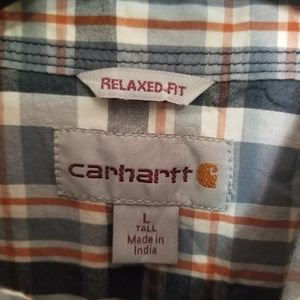 RELAXED-FIT
carhartt
L
TALL
Made in
India